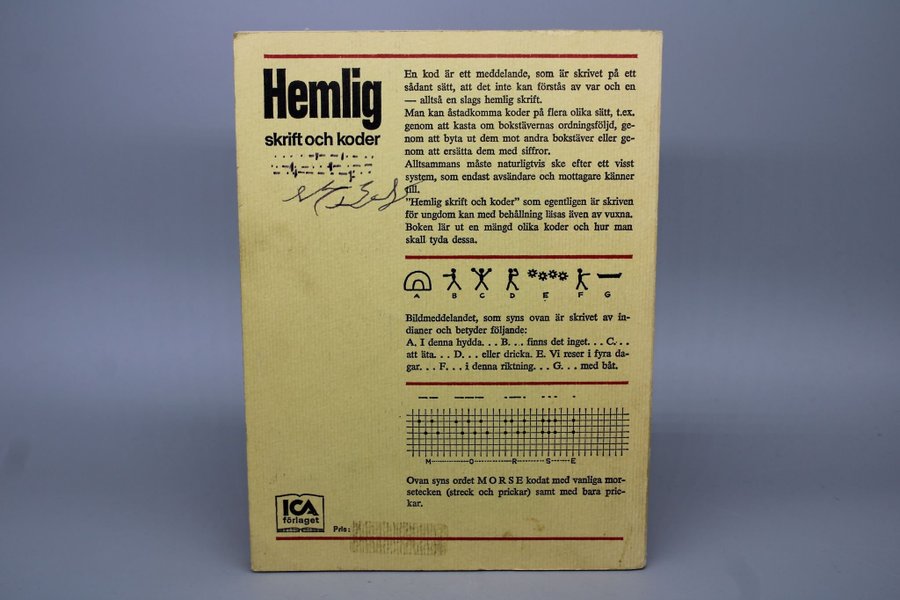 Hemlig
skrift och koder
En kod är ett meddelande, som är skrivet på ett
sådant sätt, att det inte kan förstås av var och en
— alltså en slags hemlig skrift.
Man kan åstadkomma koder på flera olika sätt, t.ex.
genom att kasta om bokstävernas ordningsföljd, ge-
nom att byta ut dem mot andra bokstäver eller ge-
nom att ersätta dem med siffror.
Alltsammans måste naturligtvis ske efter ett visst
system, som endast avsändare och mottagare känner
till.
"Hemlig skrift och koder" som egentligen är skriven
för ungdom kan med behållning läsas även av vuxna.
Boken lär ut en mängd olika koder och hur man
skall tyda dessa.
A B C D E F G
Bildmeddelandet, som syns ovan är skrivet av in-
dianer och betyder följande:
A. I denna hydda. . . B. . . finns det inget. . . C. . .
att äta. . . D. . . eller dricka. E. Vi reser i fyra da-
gar. . . F. . . i denna riktning. . . G. . . med båt.
M O R S E
Ovan syns ordet M O R S E kodat med vanliga mor-
setecken (streck och prickar) samt med bara pric-
kar.
ICA
förlaget
Pris: